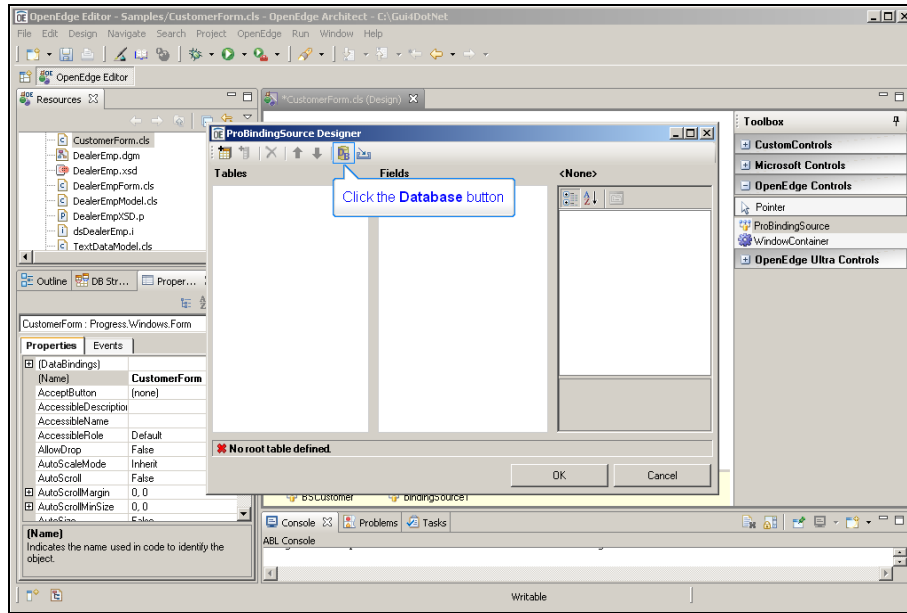 OpenEdge Editor - Samples/CustomerForm.cls - OpenEdge Architect - C:\Gui4DotNet
File Edit Design Navigate Search Project OpenEdge Run Window Help
OpenEdge Editor
Resources
CustomerForm.cls
DealerEmp.dgm
DealerEmp.xsd
DealerEmpForm.cls
DealerEmpModel.cls
DealerEmpXSD.p
dsDealerEmp.i
TextDataModel.cls
Outline DB Str... Proper...
CustomerForm : Progress.Windows.Form
Properties Events
(DataBindings)
(Name) CustomerForm
AcceptButton (none)
AccessibleDescription
AccessibleName
AccessibleRole Default
AllowDrop False
AutoScaleMode Inherit
AutoScroll False
AutoScrollMargin 0, 0
AutoScrollMinSize 0, 0
AutoSize False
(Name)
Indicates the name used in code to identify the
object.
*CustomerForm.cls (Design)
ProBindingSource Designer
Tables Fields <None>
Click the Database button
No root table defined.
OK Cancel
BSCustomer bindingSource1
Console Problems Tasks
ABL Console
Toolbox
CustomControls
Microsoft Controls
OpenEdge Controls
Pointer
ProBindingSource
WindowContainer
OpenEdge Ultra Controls
Writable